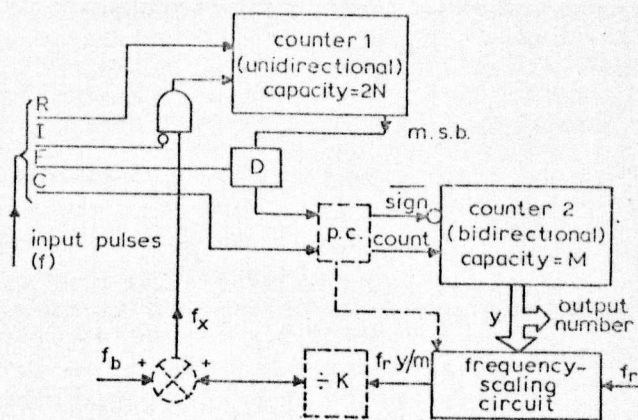 counter 1
(unidirectional)
capacity=2N
R
I
E
C
m.s.b.
D
input pulses
(f)
p.c.
sign
count
counter 2
(bidirectional)
capacity=M
y
output
number
f_x
f_b
+
+
÷K
f_r y/m
frequency-
scaling
circuit
f_r